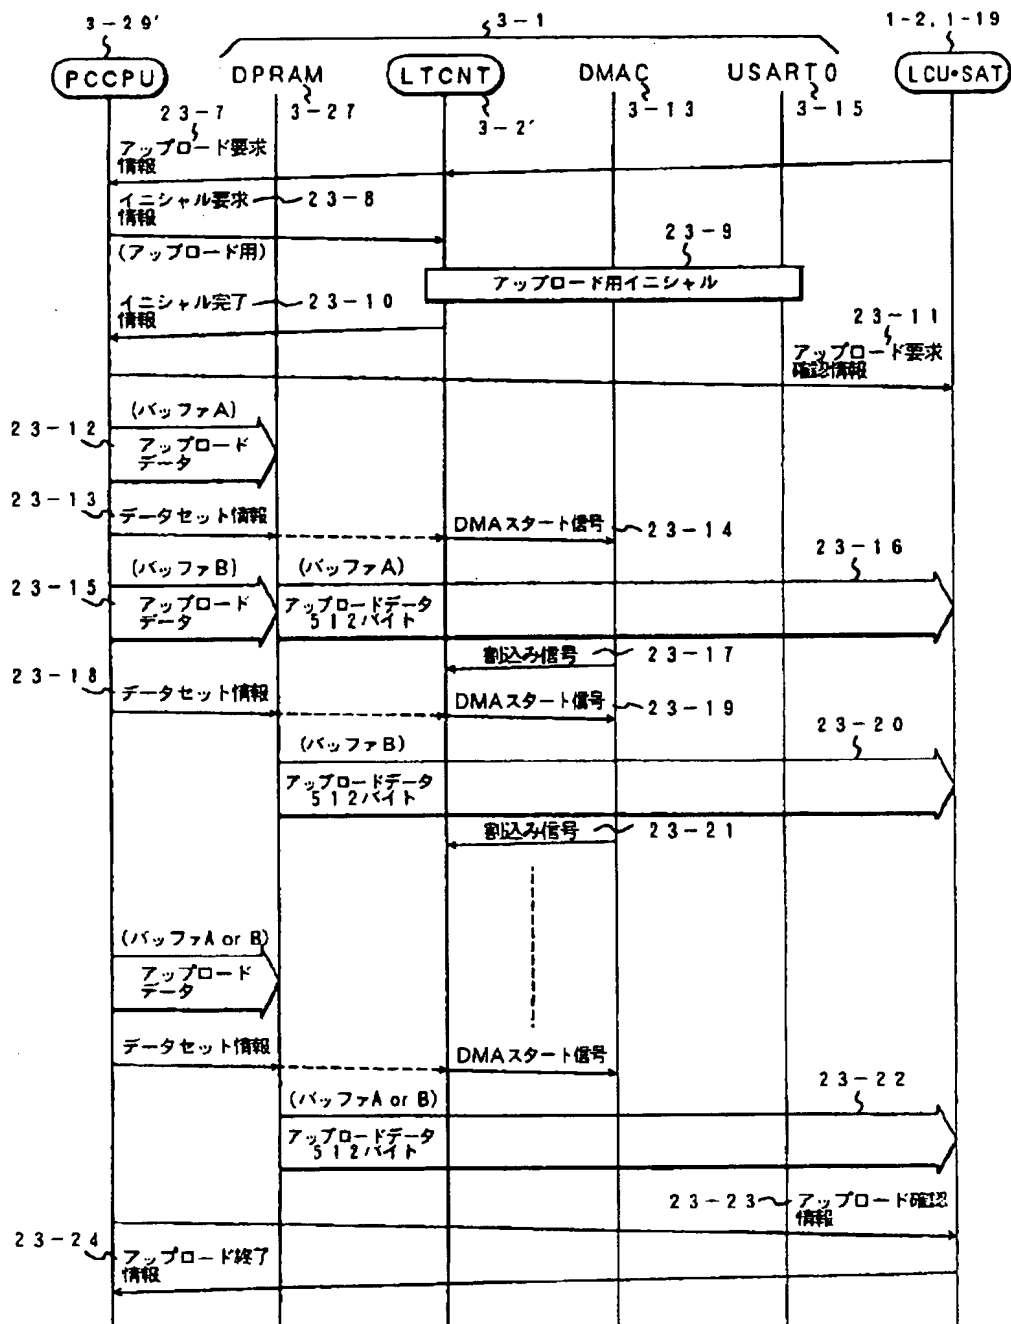 3-29' 3-1 1-2, 1-19
PCCPU DPRAM LTCNT DMAC USART0 LCU•SAT
3-27 3-2' 3-13 3-15
23-7
アップロード要求
情報
イニシャル要求 23-8
情報
(アップロード用)
23-9
アップロード用イニシャル
イニシャル完了 23-10
情報
23-11
アップロード要求
確認情報
(バッファA)
23-12
アップロード
データ
23-13
データセット情報
DMAスタート信号 23-14
23-16
(バッファB) (バッファA)
23-15
アップロード
データ
アップロードデータ
512バイト
割込み信号 23-17
23-18
データセット情報
DMAスタート信号
23-19
23-20
(バッファB)
アップロードデータ
512バイト
割込み信号 23-21
(バッファA or B)
アップロード
データ
データセット情報
DMAスタート信号
23-22
(バッファA or B)
アップロードデータ
512バイト
23-23 アップロード確認
情報
23-24
アップロード終了
情報